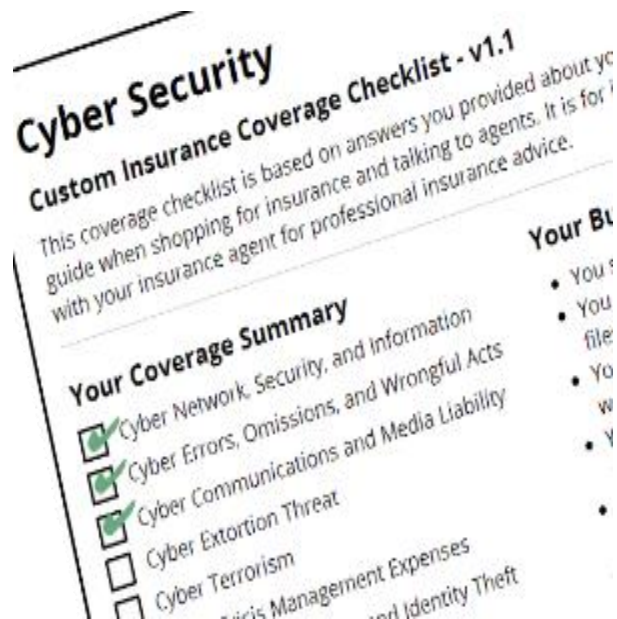 Cyber Security
Custom Insurance Coverage Checklist - v1.1
This coverage checklist is based on answers you provided about
guide when shopping for insurance and talking to agents. It is for
with your insurance agent for professional insurance advice.
Your Coverage Summary
Cyber Network, Security, and Information
Cyber Errors, Omissions, and Wrongful Acts
Cyber Communications and Media Liability
Cyber Extortion Threat
Cyber Terrorism
Management Expenses
Identity Theft
Your
• You
• You